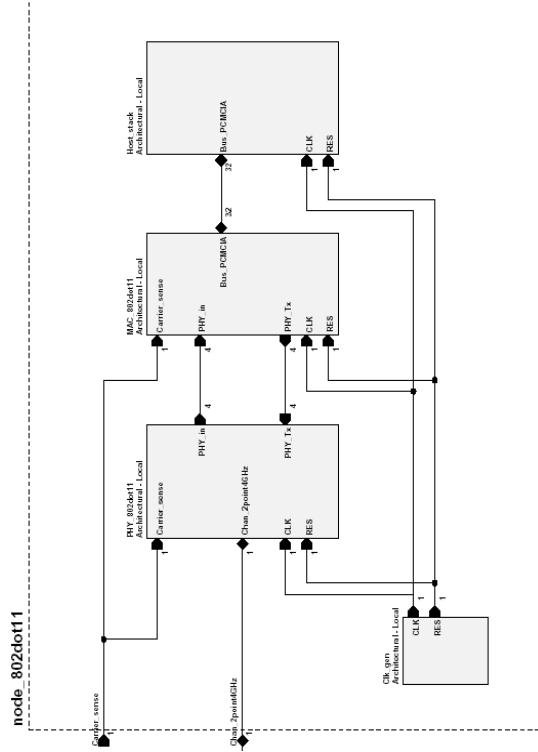 node_802dot11
Carrier_sense
1
Chan_2point4GHz
1
PHY_802dot11
Architectural - Local
Carrier_sense
1
PHY_in
4
Chan_2point4GHz
1
PHY_Tx
4
CLK
1
RES
1
MAC_802dot11
Architectural - Local
Carrier_sense
1
PHY_in
4
Bus_PCMCIA
32
PHY_Tx
4
CLK
1
RES
1
Host_stack
Architectural - Local
Bus_PCMCIA
32
CLK
1
RES
1
Clk_gen
Architectural - Local
CLK
1
RES
1